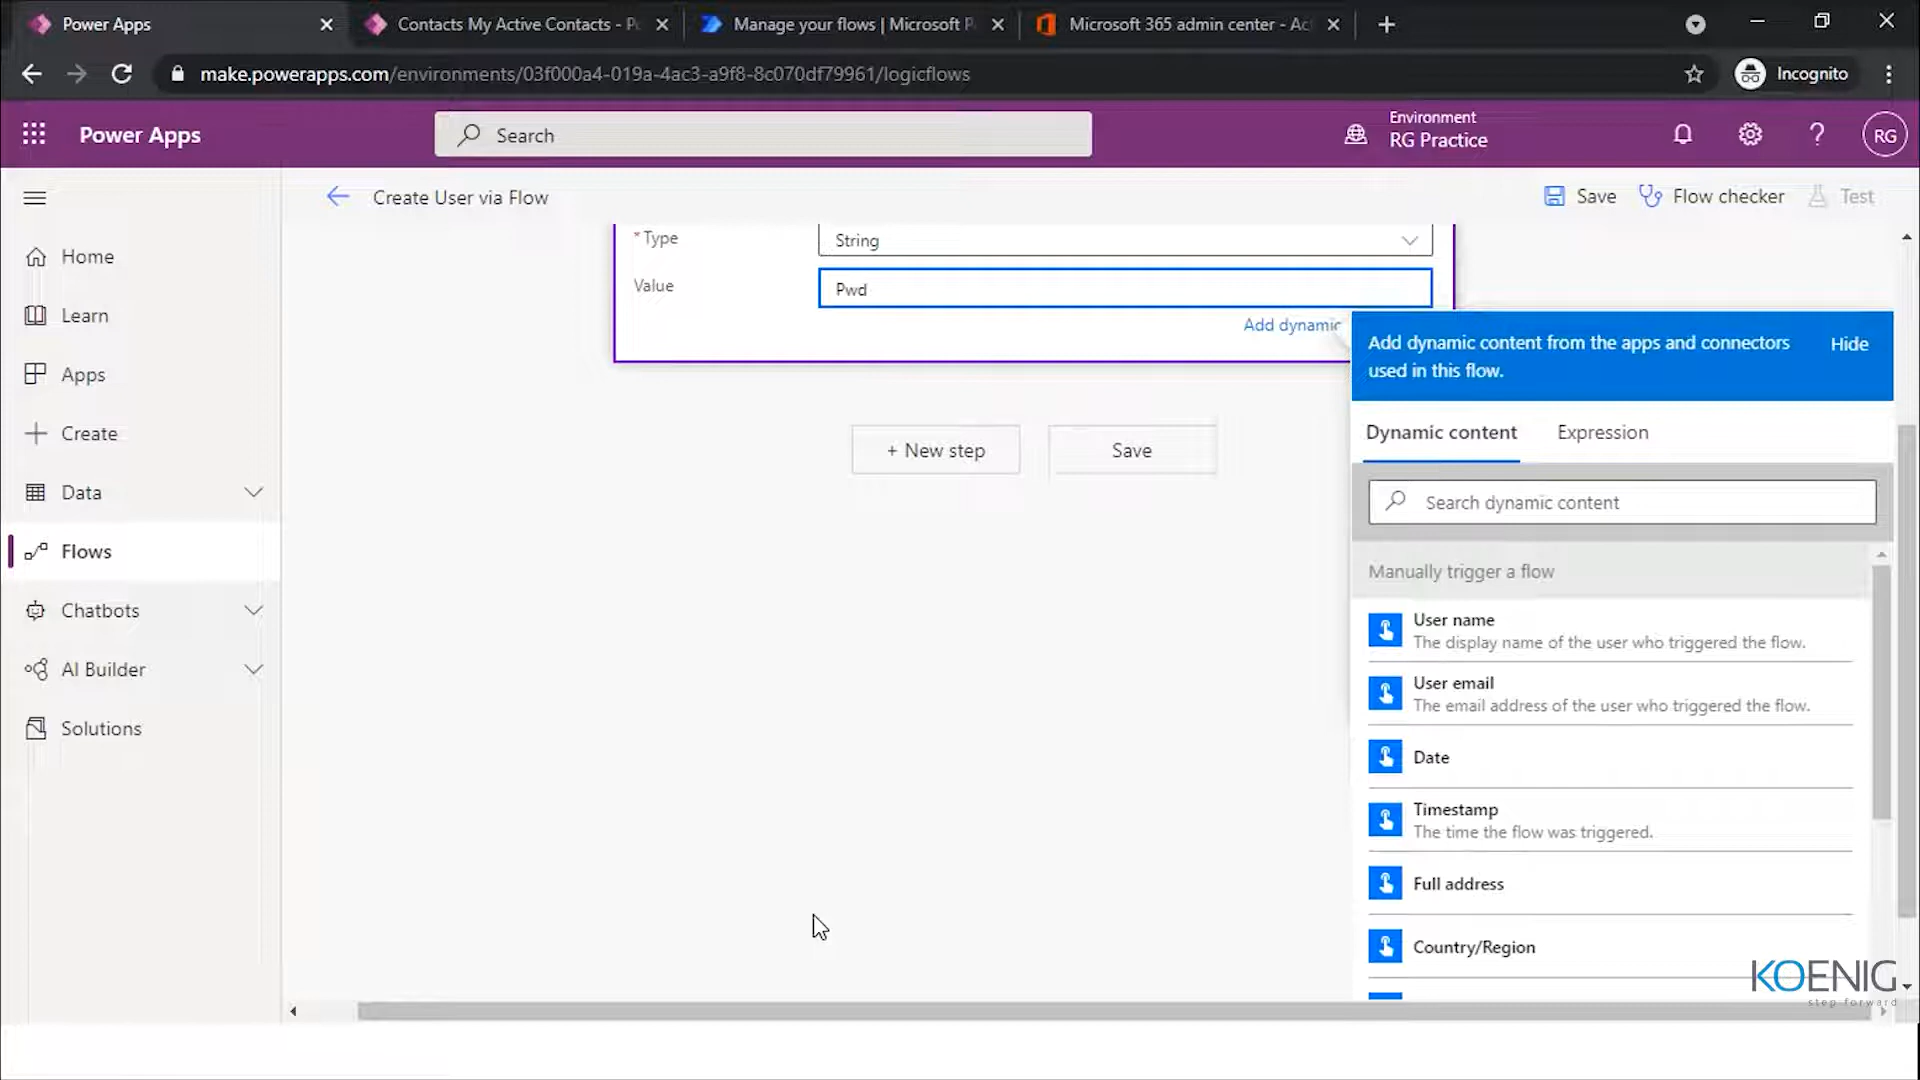 Power Apps
Contacts My Active Contacts - Po
Manage your flows | Microsoft P
Microsoft 365 admin center - Ac
make.powerapps.com/environments/03f000a4-019a-4ac3-a9f8-8c070df79961/logicflows
Incognito
Power Apps
Search
Environment
RG Practice
RG
Create User via Flow
Save
Flow checker
Test
Home
Learn
Apps
Create
Data
Flows
Chatbots
AI Builder
Solutions
* Type
String
Value
Pwd
Add dynamic
+ New step
Save
Add dynamic content from the apps and connectors
used in this flow.
Hide
Dynamic content
Expression
Search dynamic content
Manually trigger a flow
User name
The display name of the user who triggered the flow.
User email
The email address of the user who triggered the flow.
Date
Timestamp
The time the flow was triggered.
Full address
Country/Region
KOENIG
step forward